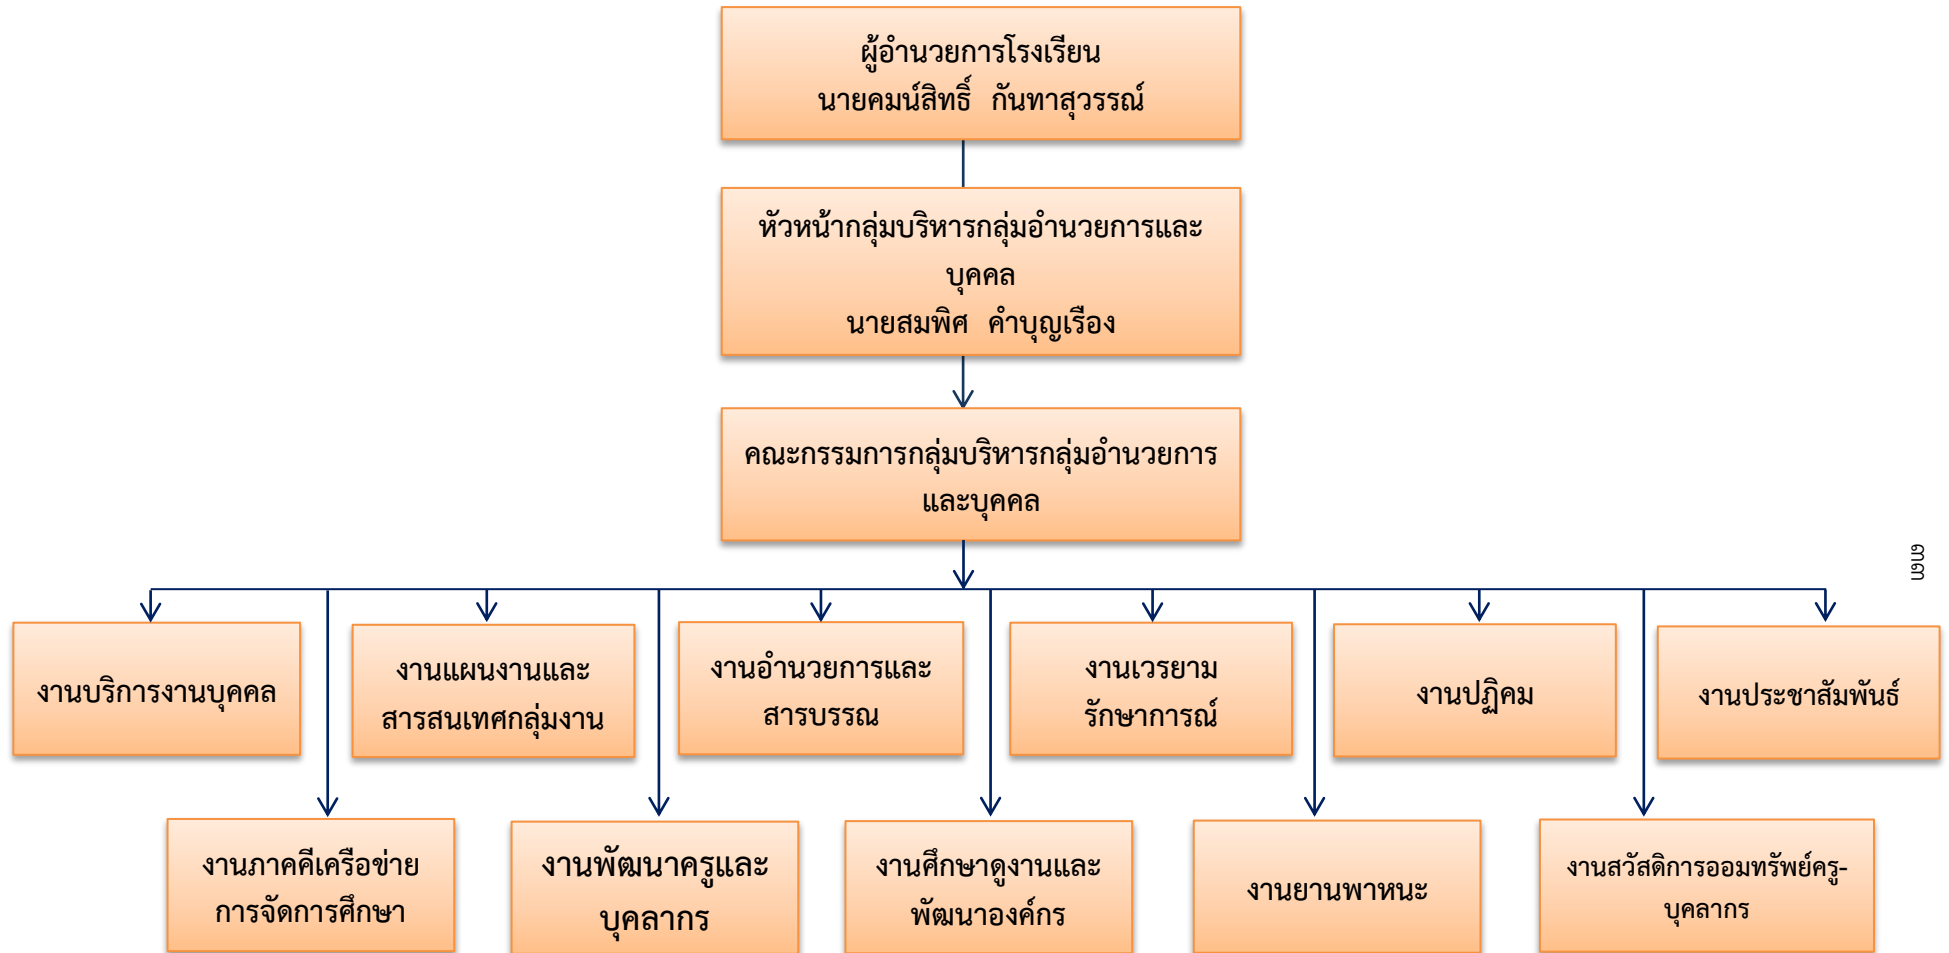 ผู้อำนวยการโรงเรียน
นายคมน์สิทธิ์ กันทาสุวรรณ์
หัวหน้ากลุ่มบริหารกลุ่มอำนวยการและ
บุคคล
นายสมพิศ คำบุญเรือง
คณะกรรมการกลุ่มบริหารกลุ่มอำนวยการ
และบุคคล
๓๓
งานบริการงานบุคคล
งานแผนงานและ
สารสนเทศกลุ่มงาน
งานอำนวยการและ
สารบรรณ
งานเวรยาม
รักษาการณ์
งานปฏิคม
งานประชาสัมพันธ์
งานภาคคีเครือข่าย
การจัดการศึกษา
งานพัฒนาครูและ
บุคลากร
งานศึกษาดูงานและ
พัฒนาองค์กร
งานยานพาหนะ
งานสวัสดิการออมทรัพย์ครู-
บุคลากร